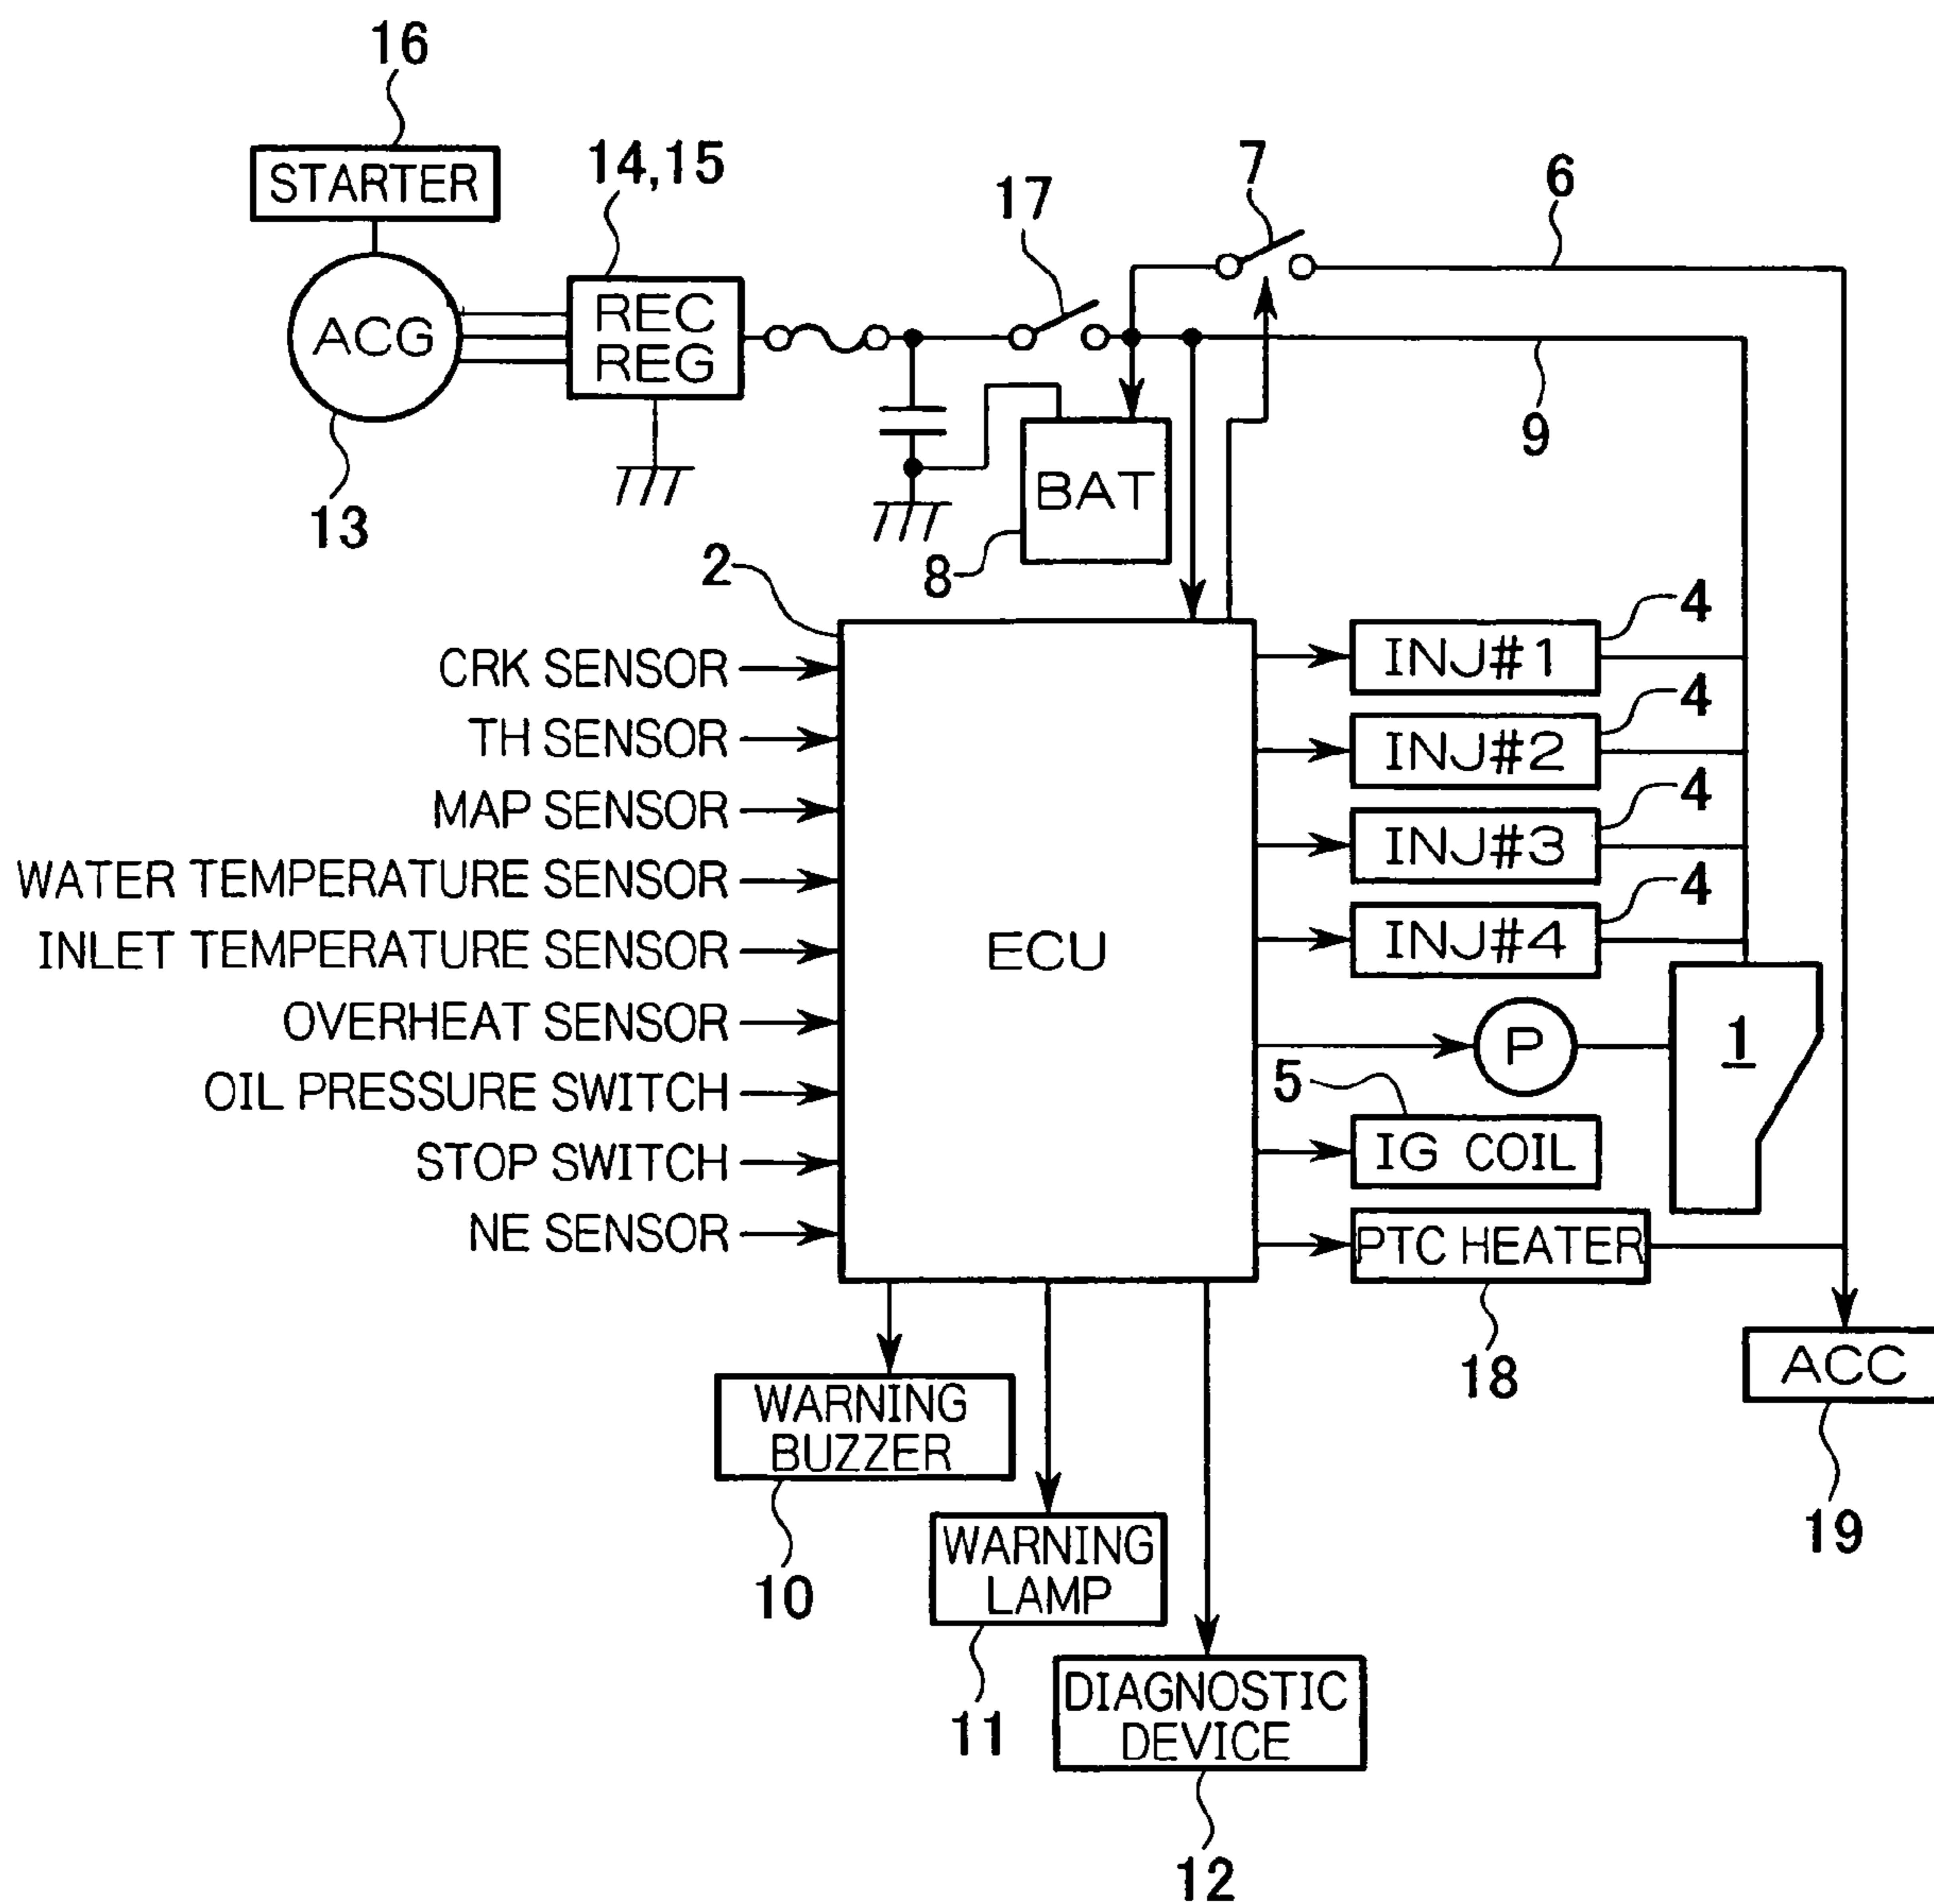 16
STARTER
14,15
17
7
6
ACG
REC
REG
9
13
BAT
8
2
CRK SENSOR
TH SENSOR
MAP SENSOR
WATER TEMPERATURE SENSOR
INLET TEMPERATURE SENSOR
OVERHEAT SENSOR
OIL PRESSURE SWITCH
STOP SWITCH
NE SENSOR
ECU
INJ#1
4
INJ#2
4
INJ#3
4
INJ#4
4
P
1
5
IG COIL
PTC HEATER
18
ACC
19
WARNING
BUZZER
10
WARNING
LAMP
11
DIAGNOSTIC
DEVICE
12